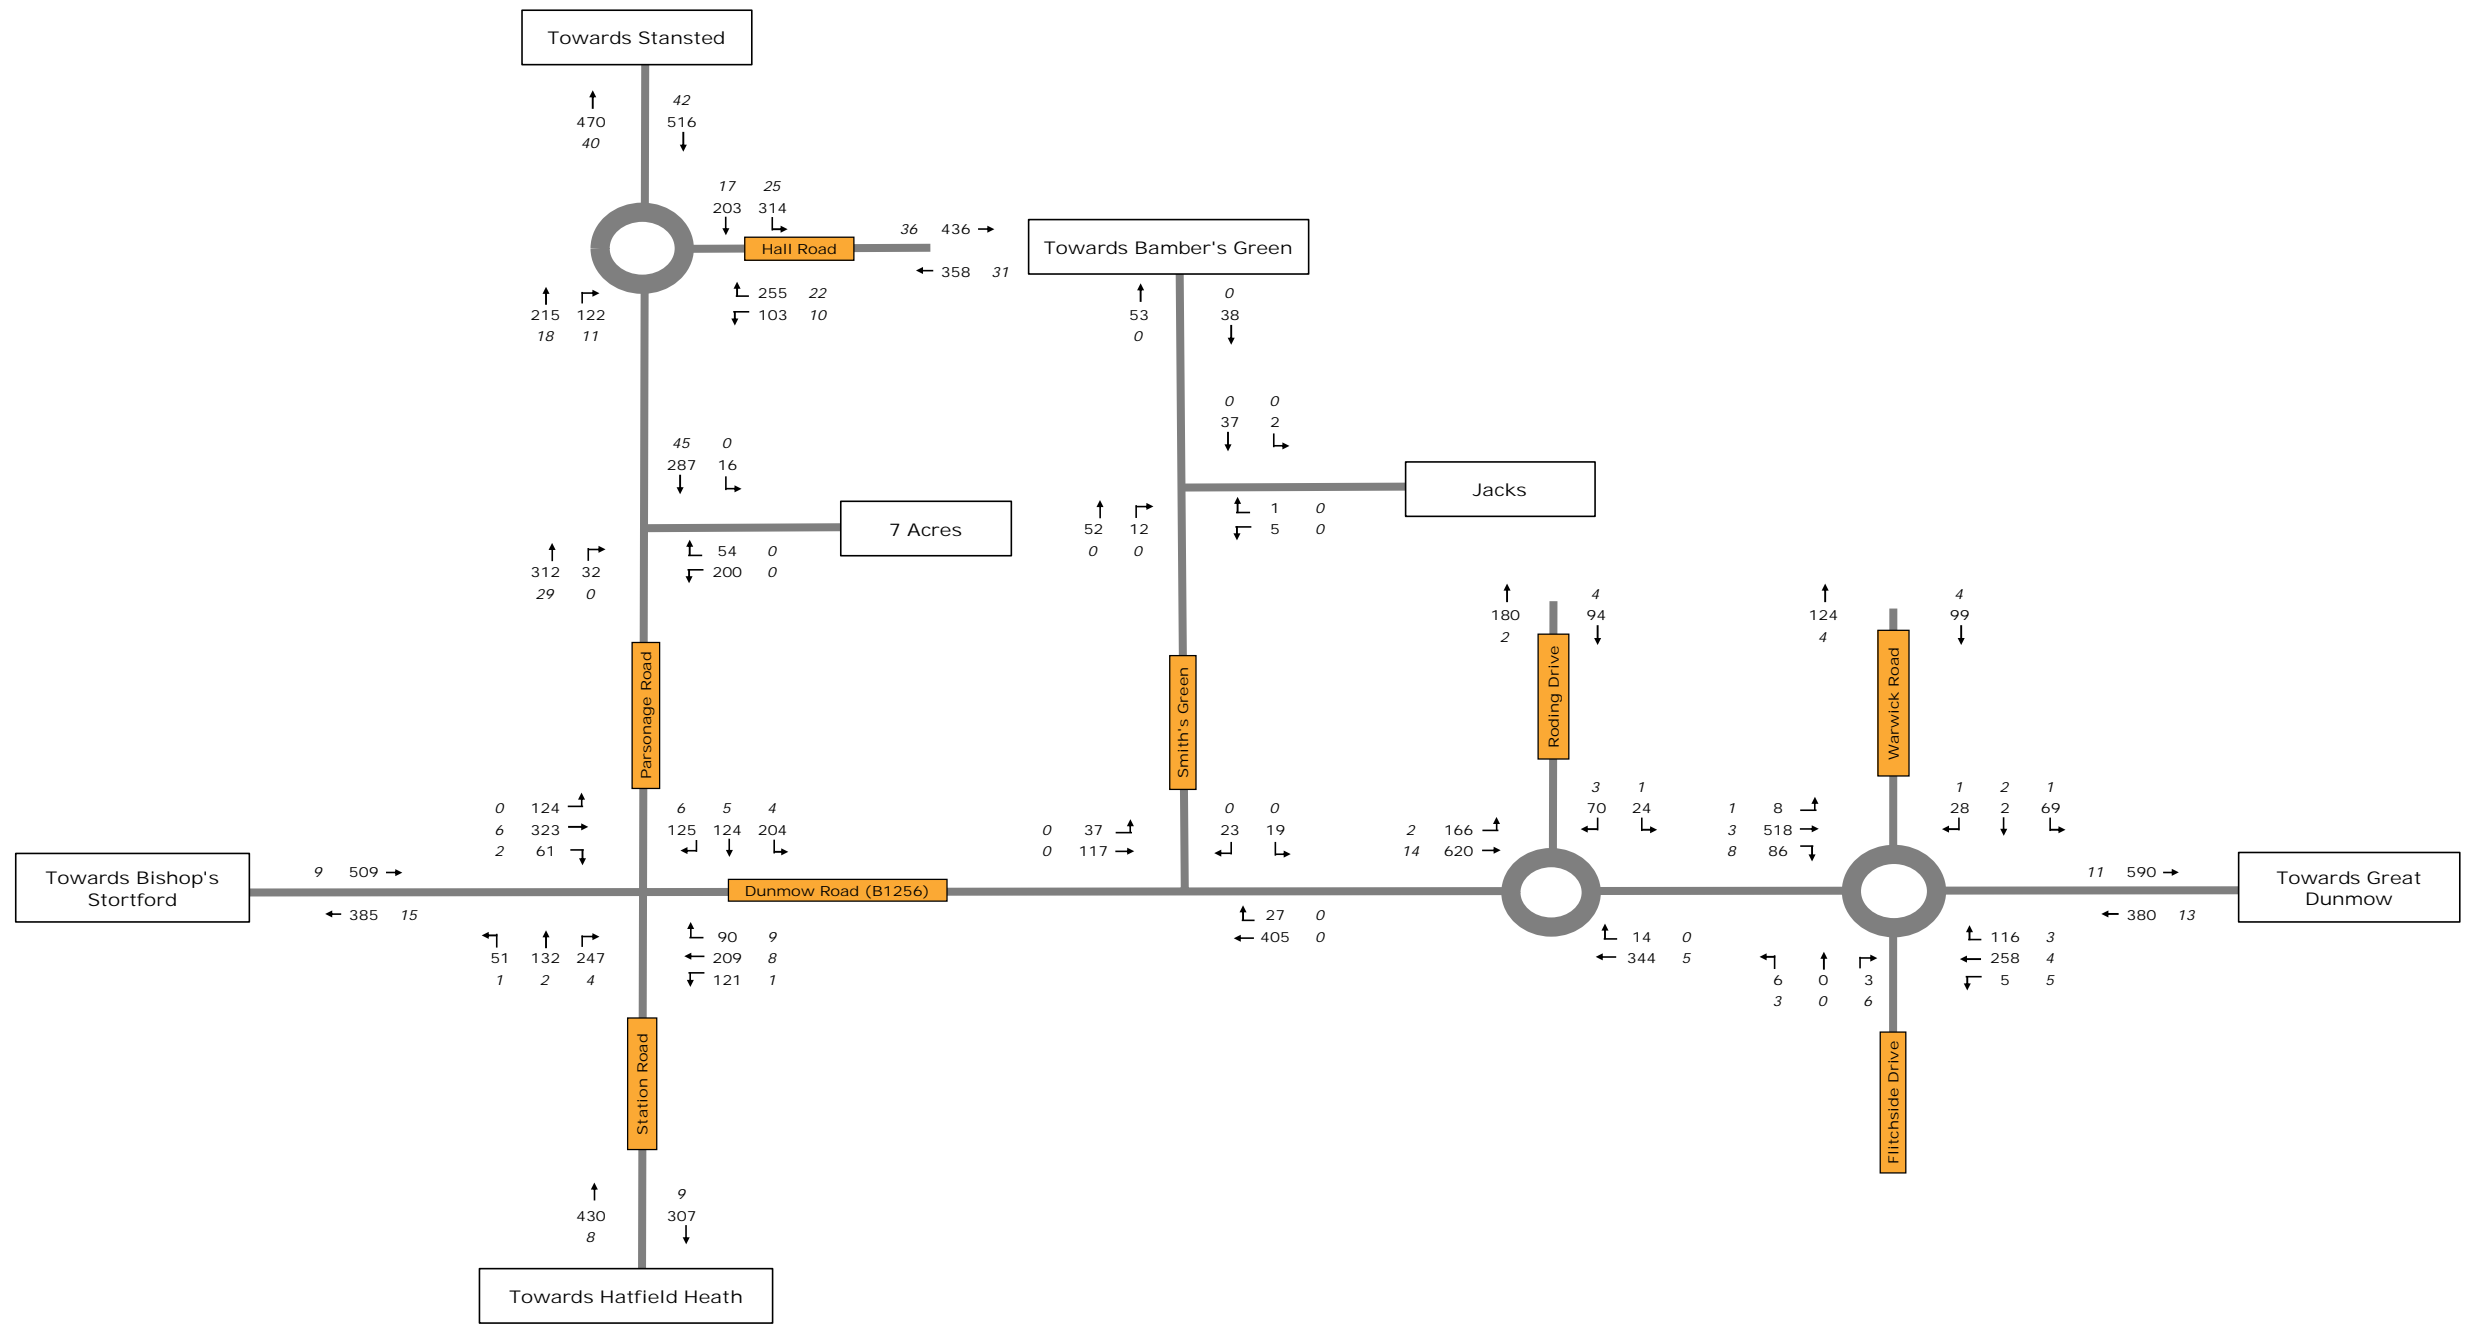 Towards Stansted
42
470 516
40
17 25
203 314
36 436
Hall Road
Towards Bamber's Green
358 31
255 22
215 122 103 10
18 11
0
53 38
0
0 0
37 2
45 0
287 16
Jacks
1 0
52 12 5 0
0 0
7 Acres
54 0
312 32 200 0
29 0
4
180 94
2
4
124 99
4
Parsonage Road
Smith's Green
Roding Drive
Warwick Road
0 124
6 323
2 61
6 5 4
125 124 204
0 37
0 117
0 0
23 19
2 166
14 620
3 1
70 24
1 8
3 518
8 86
1 2 1
28 2 69
Towards Bishop's
Stortford
9 509
385 15
Dunmow Road (B1256)
11 590
380 13
Towards Great
Dunmow
51 132 247
1 2 4
90 9
209 8
121 1
27 0
405 0
14 0
344 5
6 0 3
3 0 6
116 3
258 4
5 5
Station Road
Flitchside Drive
9
430 307
8
Towards Hatfield Heath